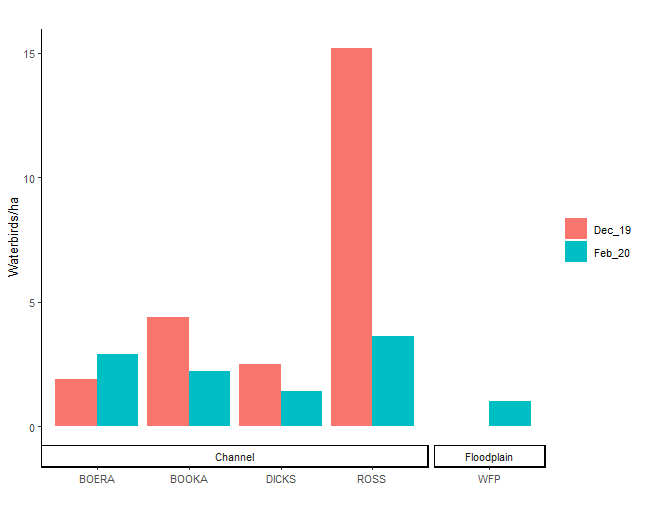 Waterbirds/ha
15
10
5
0
Dec_19
Feb_20
Channel
Floodplain
BOERA
BOOKA
DICKS
ROSS
WFP